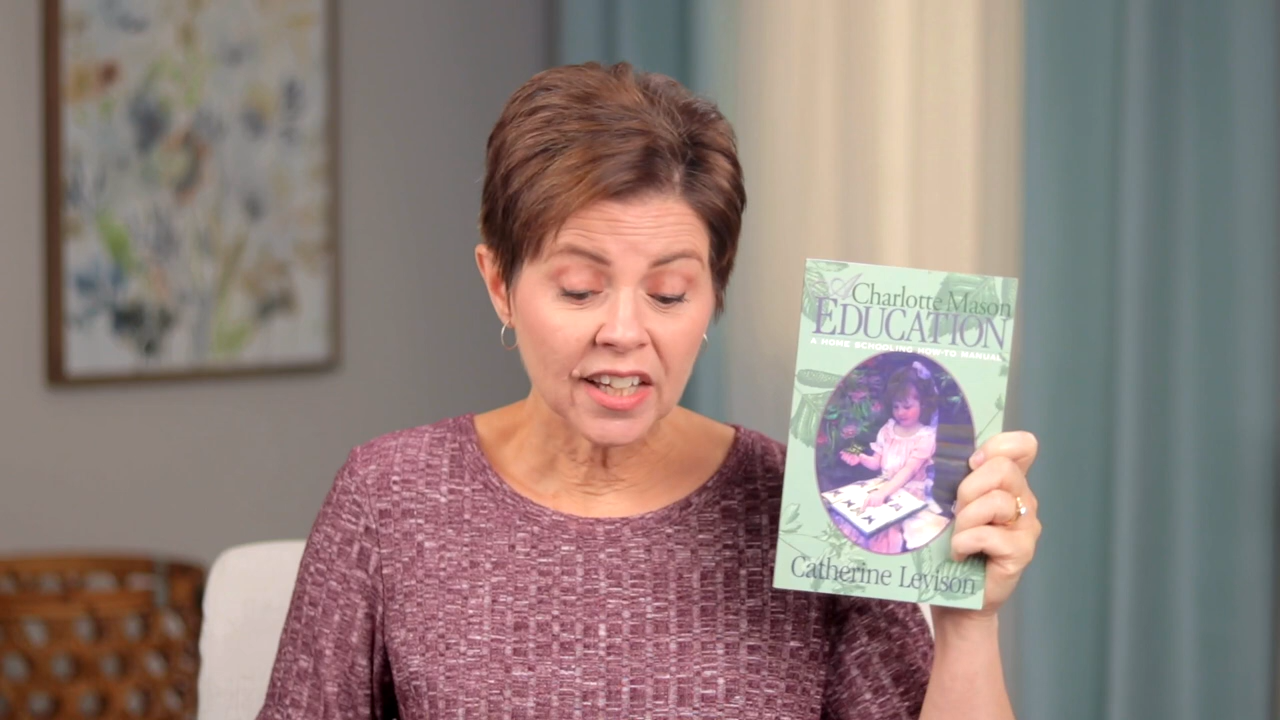 A
Charlotte Mason
EDUCATION
A HOME SCHOOLING HOW-TO MANUAL
Catherine Levison